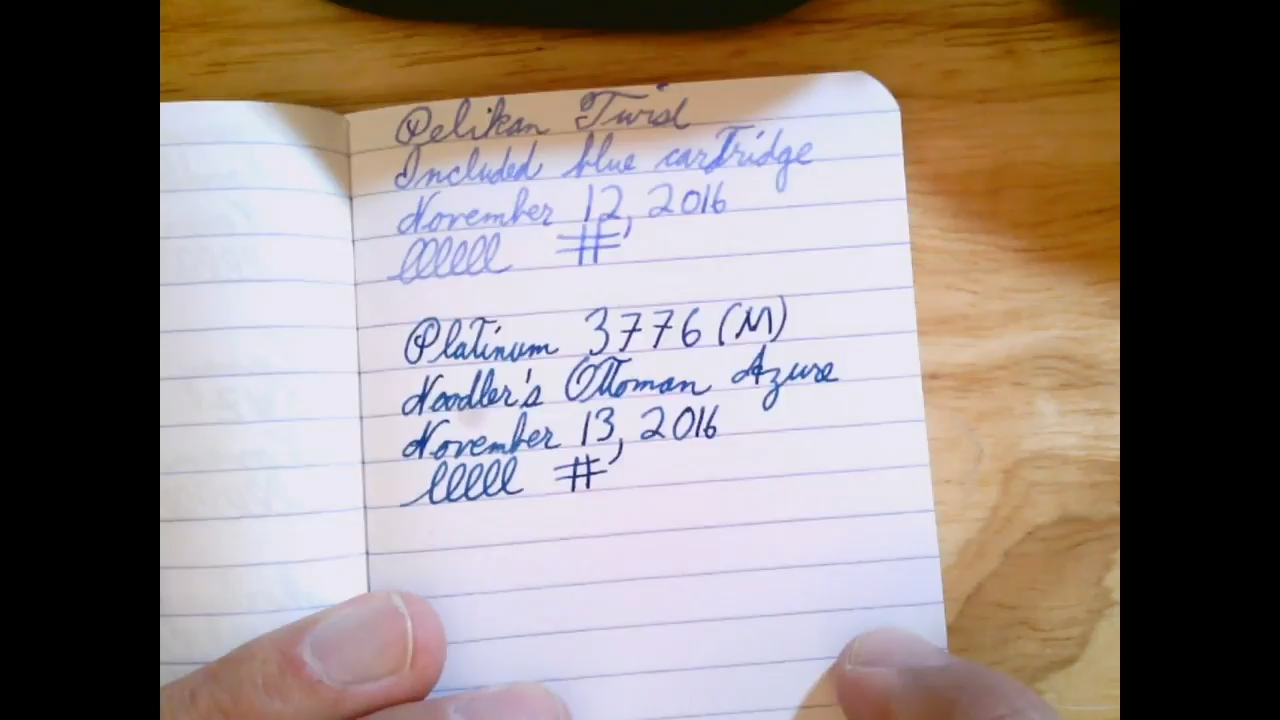 Pelikan Twist
Included blue cartridge
November 12, 2016
llllll #
Platinum 3776 (M)
Noodler's Ottoman Azure
November 13, 2016
lllll #